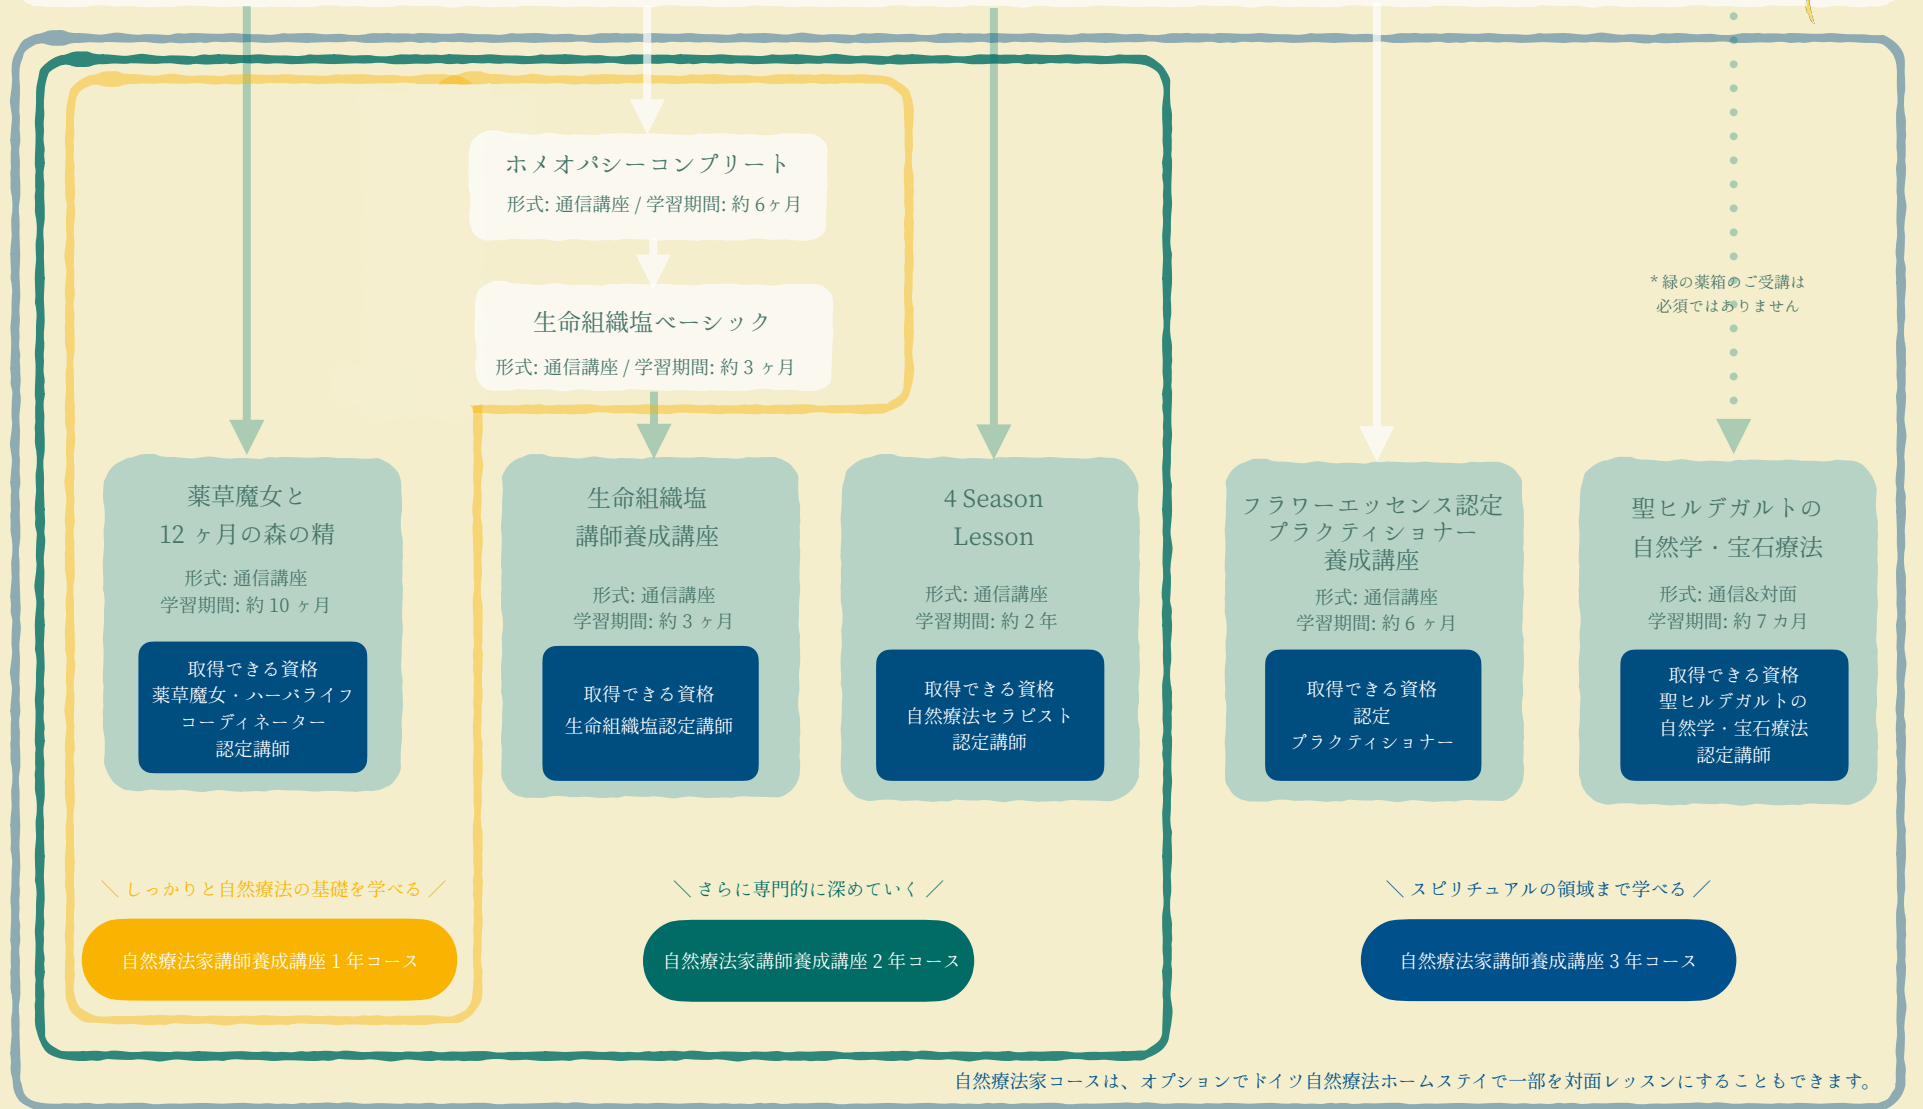 ホメオパシーコンプリート
形式: 通信講座 / 学習期間: 約 6ヶ月
生命組織塩ベーシック
形式: 通信講座 / 学習期間: 約 3 ヶ月
* 緑の薬箱のご受講は
必須ではありません
薬草魔女と
12 ヶ月の森の精
形式: 通信講座
学習期間: 約 10 ヶ月
取得できる資格
薬草魔女・ハーバライフ
コーディネーター
認定講師
生命組織塩
講師養成講座
形式: 通信講座
学習期間: 約 3 ヶ月
取得できる資格
生命組織塩認定講師
4 Season
Lesson
形式: 通信講座
学習期間: 約 2 年
取得できる資格
自然療法セラピスト
認定講師
フラワーエッセンス認定
プラクティショナー
養成講座
形式: 通信講座
学習期間: 約 6 ヶ月
取得できる資格
認定
プラクティショナー
聖ヒルデガルトの
自然学・宝石療法
形式: 通信&対面
学習期間: 約 7 カ月
取得できる資格
聖ヒルデガルトの
自然学・宝石療法
認定講師
＼ しっかりと自然療法の基礎を学べる ／
自然療法家講師養成講座 1 年コース
＼ さらに専門的に深めていく ／
自然療法家講師養成講座 2 年コース
＼ スピリチュアルの領域まで学べる ／
自然療法家講師養成講座 3 年コース
自然療法家コースは、オプションでドイツ自然療法ホームステイで一部を対面レッスンにすることもできます。